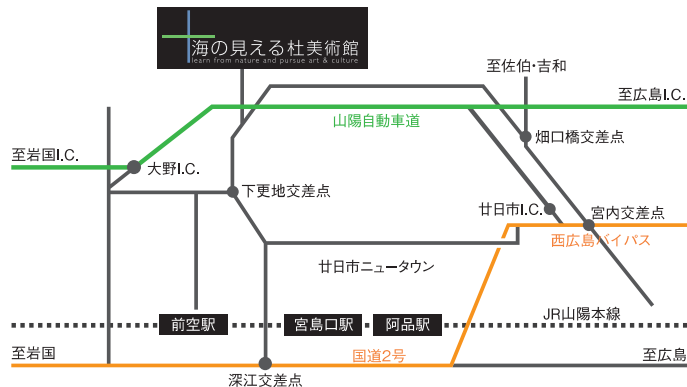 海の見える杜美術館
learn from nature and pursue art & culture
至佐伯・吉和
至広島I.C.
山陽自動車道
畑口橋交差点
至岩国I.C.
大野I.C.
下更地交差点
廿日市I.C.
宮内交差点
西広島バイパス
廿日市ニュータウン
JR山陽本線
前空駅
宮島口駅
阿品駅
至岩国
国道2号
至広島
深江交差点